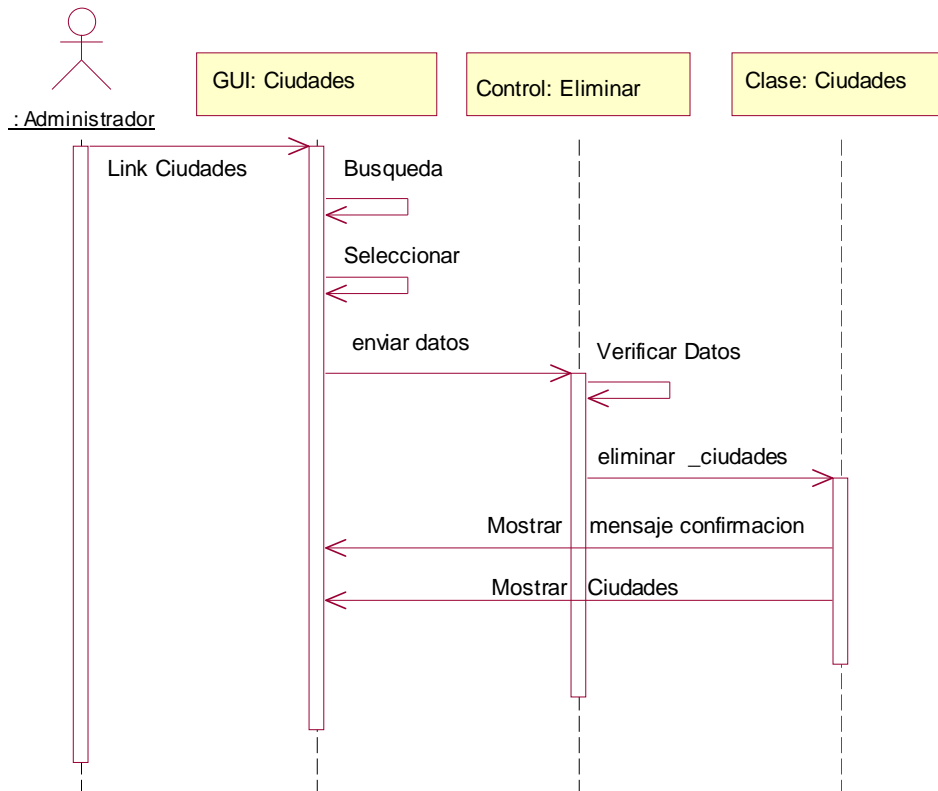 GUI: Ciudades
Control: Eliminar
Clase: Ciudades
: Administrador
Link Ciudades
Busqueda
Seleccionar
enviar datos
Verificar Datos
eliminar _ciudades
Mostrar mensaje confirmacion
Mostrar Ciudades